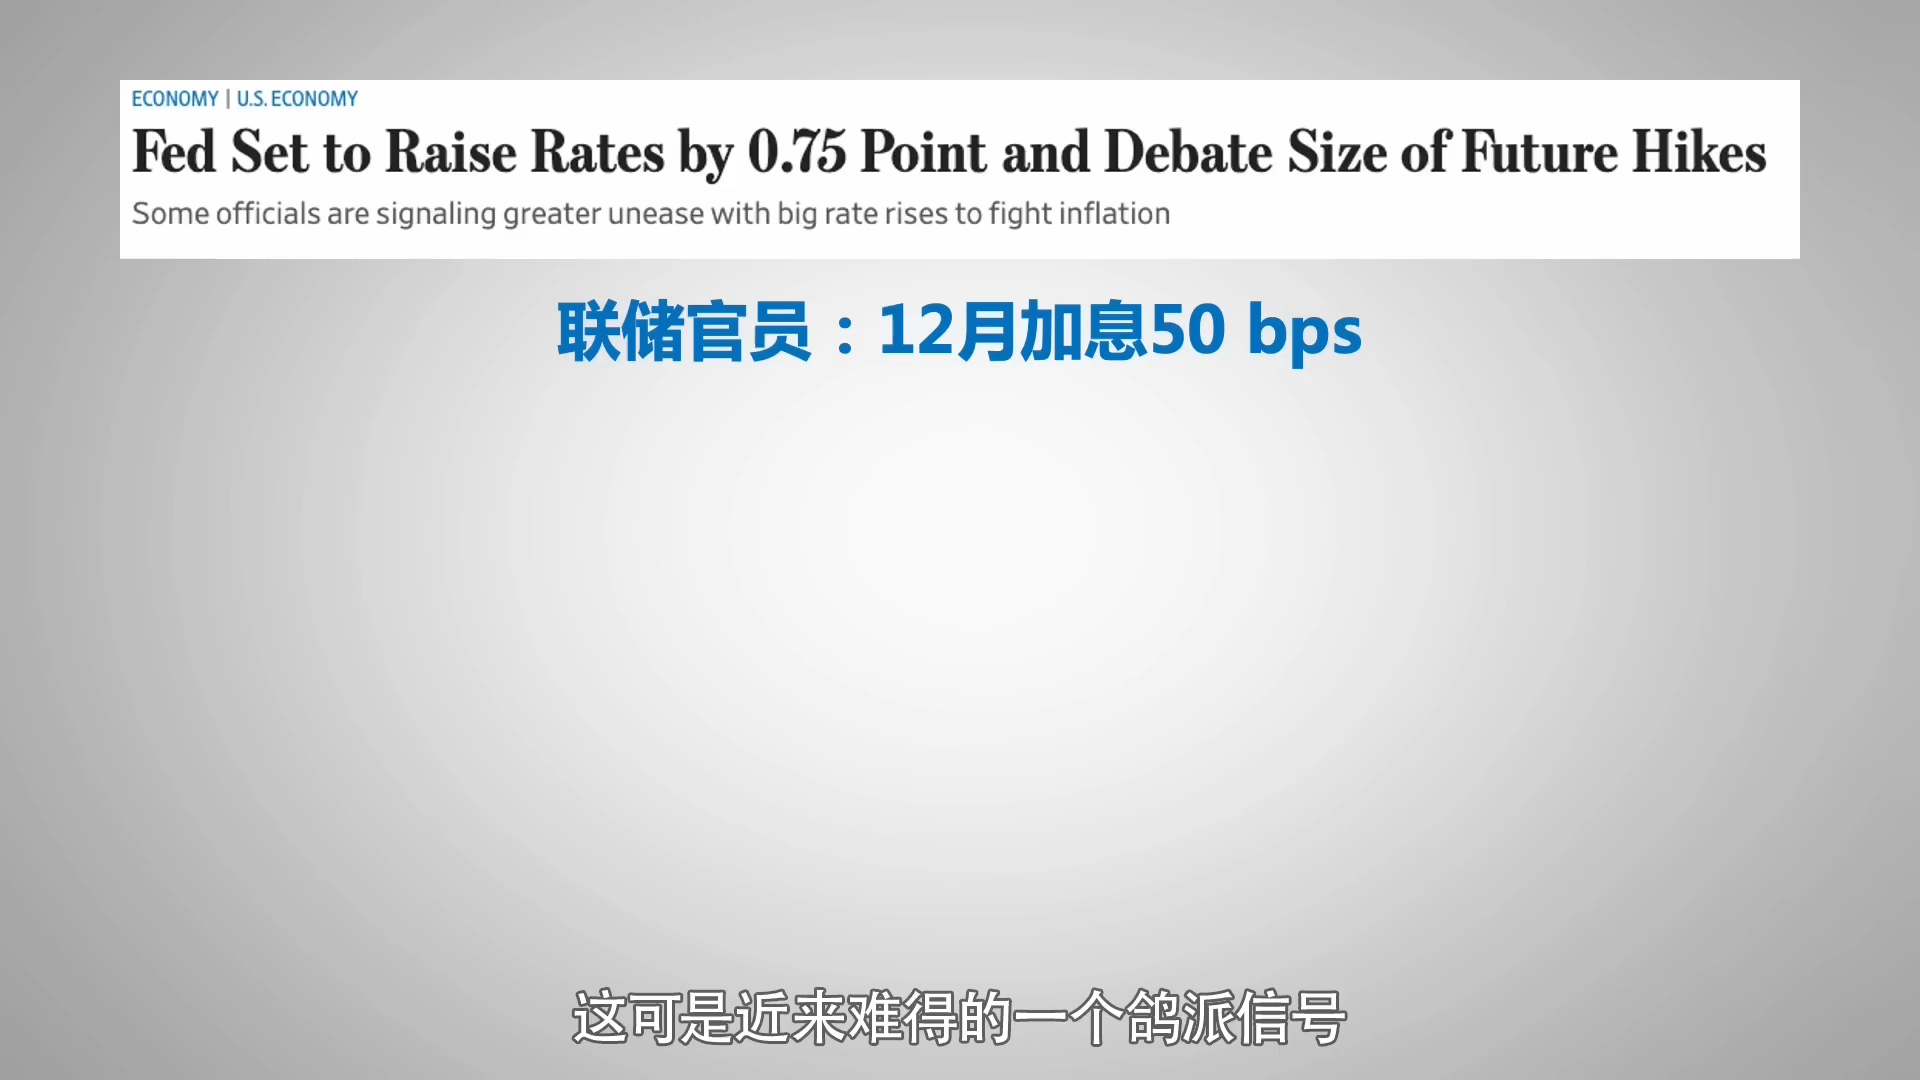 ECONOMY | U.S. ECONOMY
Fed Set to Raise Rates by 0.75 Point and Debate Size of Future Hikes
Some officials are signaling greater unease with big rate rises to fight inflation
联储官员：12月加息50 bps
这可是近来难得的一个鸽派信号